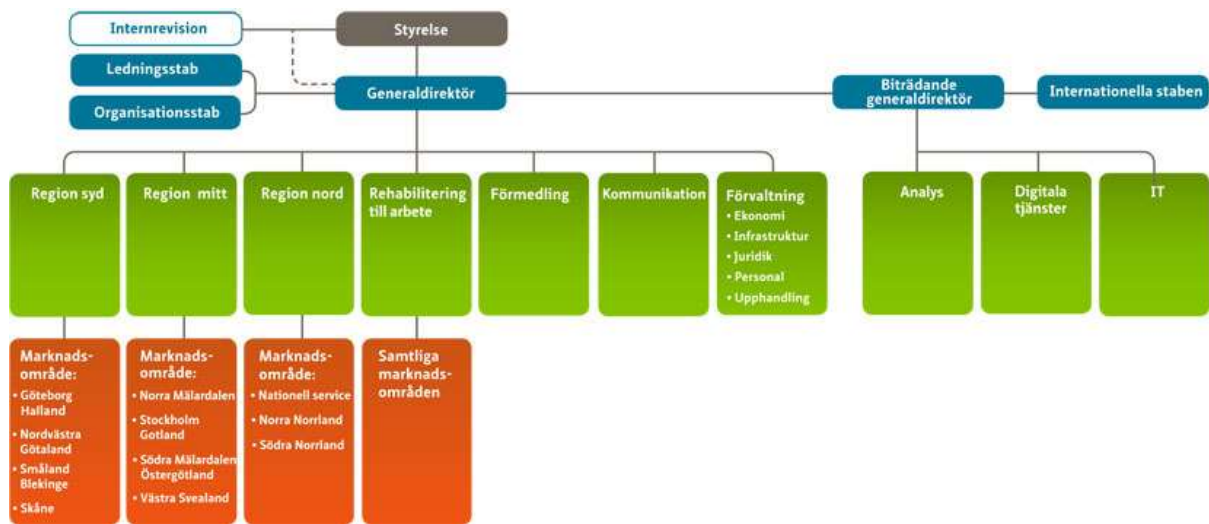 Internrevision
Styrelse
Ledningsstab
Organisationsstab
Generaldirektör
Biträdande
generaldirektör
Internationella staben
Region syd
Region mitt
Region nord
Rehabilitering
till arbete
Förmedling
Kommunikation
Förvaltning
• Ekonomi
• Infrastruktur
• Juridik
• Personal
• Upphandling
Analys
Digitala
tjänster
IT
Marknads-
område:
• Göteborg
Halland
• Nordvästra
Götaland
• Småland
Blekinge
• Skåne
Marknads-
område:
• Norra Mälardalen
• Stockholm
Gotland
• Södra Mälardalen
Östergötland
• Västra Svealand
Marknads-
område:
• Nationell service
• Norra Norrland
• Södra Norrland
Samtliga
marknads-
områden